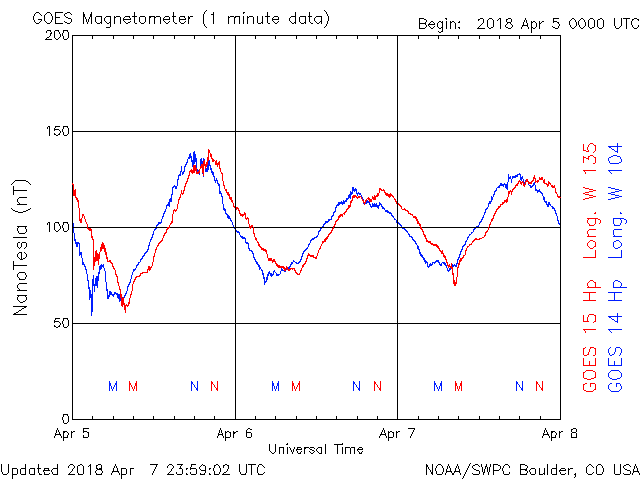 GOES Magnetometer (1 minute data)
Begin: 2018 Apr 5 0000 UTC
200
150
100
50
0
NanoTesla (nT)
M M N N M M N N M M N N
Apr 5 Apr 6 Apr 7 Apr 8
Universal Time
GOES 15 Hp Long. W 135
GOES 14 Hp Long. W 104
Updated 2018 Apr 7 23:59:02 UTC
NOAA/SWPC Boulder, CO USA